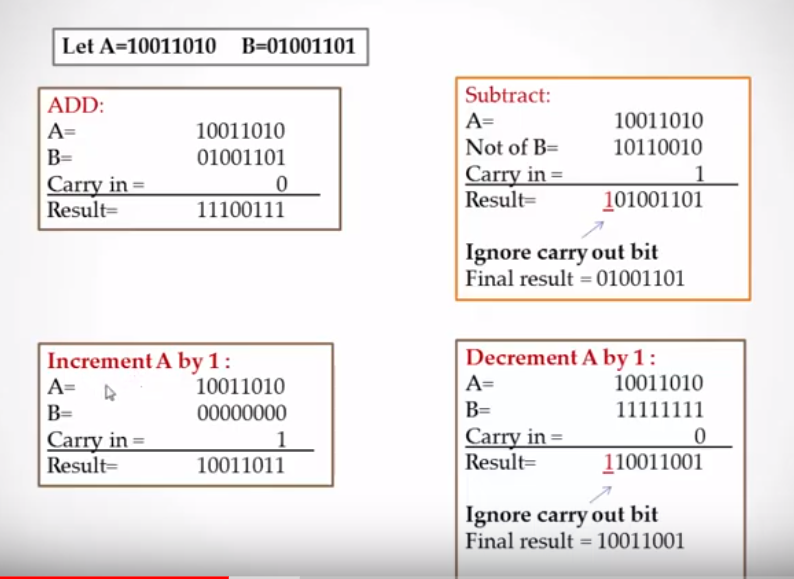 Let A=10011010 B=01001101
ADD:
A= 10011010
B= 01001101
Carry in = 0
Result= 11100111
Subtract:
A= 10011010
Not of B= 10110010
Carry in = 1
Result= 101001101
Ignore carry out bit
Final result = 01001101
Increment A by 1 :
A= 10011010
B= 00000000
Carry in = 1
Result= 10011011
Decrement A by 1 :
A= 10011010
B= 11111111
Carry in = 0
Result= 110011001
Ignore carry out bit
Final result = 10011001